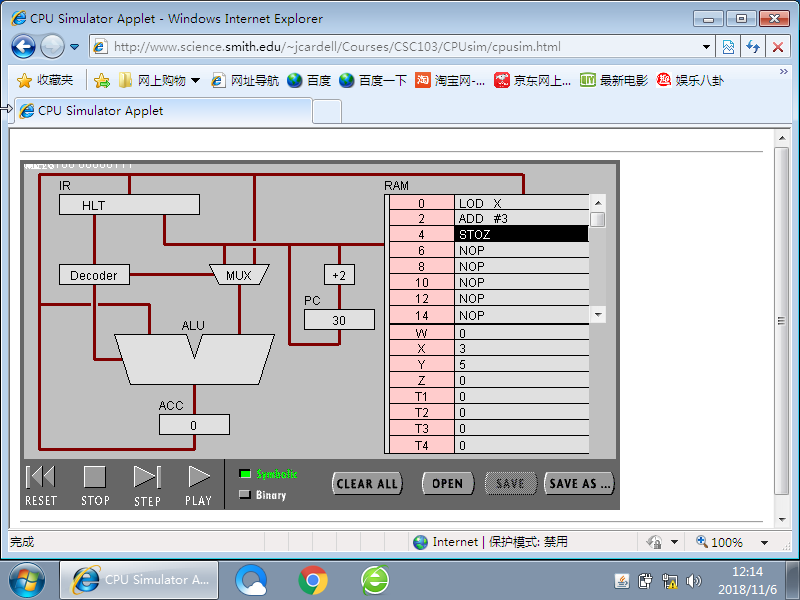 CPU Simulator Applet - Windows Internet Explorer
http://www.science.smith.edu/~jcardell/Courses/CSC103/CPUsim/cpusim.html
收藏夹 网上购物 网址导航 百度 百度一下 淘宝网-... 京东网上... 最新电影 娱乐八卦 »
CPU Simulator Applet
IR
HLT
Decoder
MUX
+2
PC
30
ALU
ACC
0
RAM
0 LOD X
2 ADD #3
4 STOZ
6 NOP
8 NOP
10 NOP
12 NOP
14 NOP
W 0
X 3
Y 5
Z 0
T1 0
T2 0
T3 0
T4 0
RESET STOP STEP PLAY
Symbolic
Binary
CLEAR ALL OPEN SAVE SAVE AS ...
完成
Internet | 保护模式: 禁用
100%
CPU Simulator A...
12:14
2018/11/6